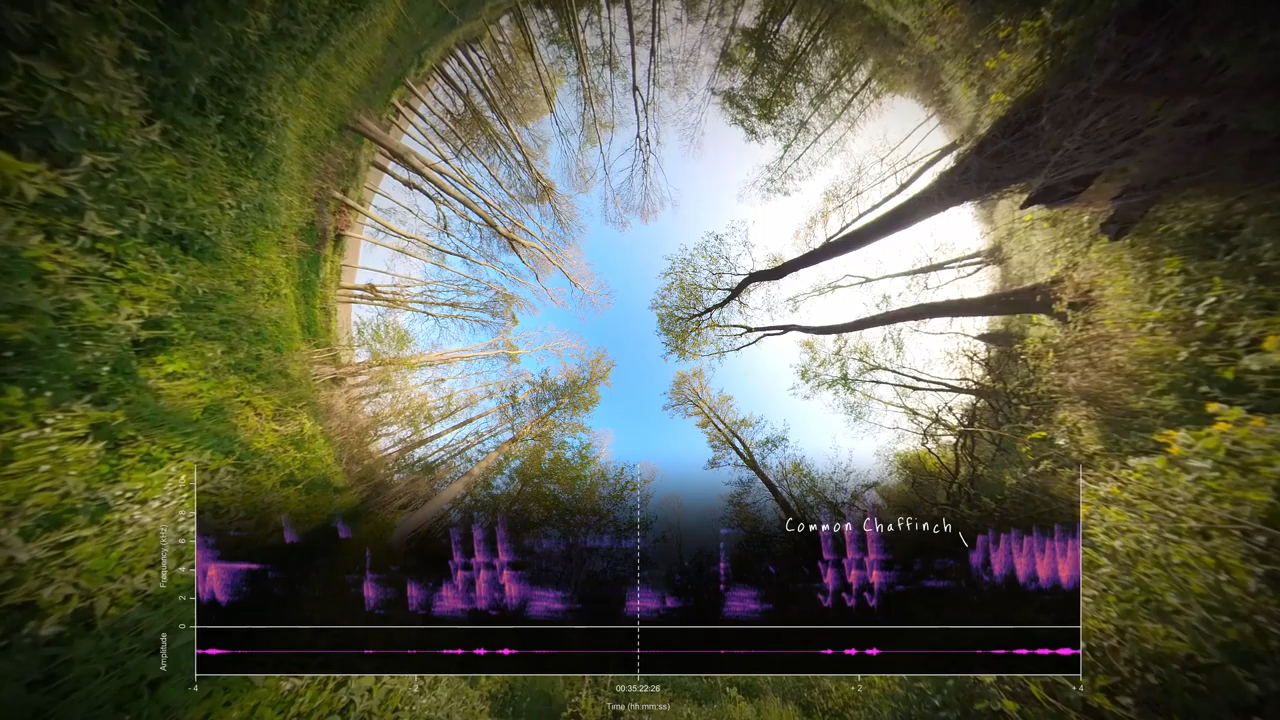 Common Chaffinch
Frequency (kHz)
8
6
4
2
0
Amplitude
-4
-2
00:35:22:26
+2
+4
Time (hh:mm:ss)